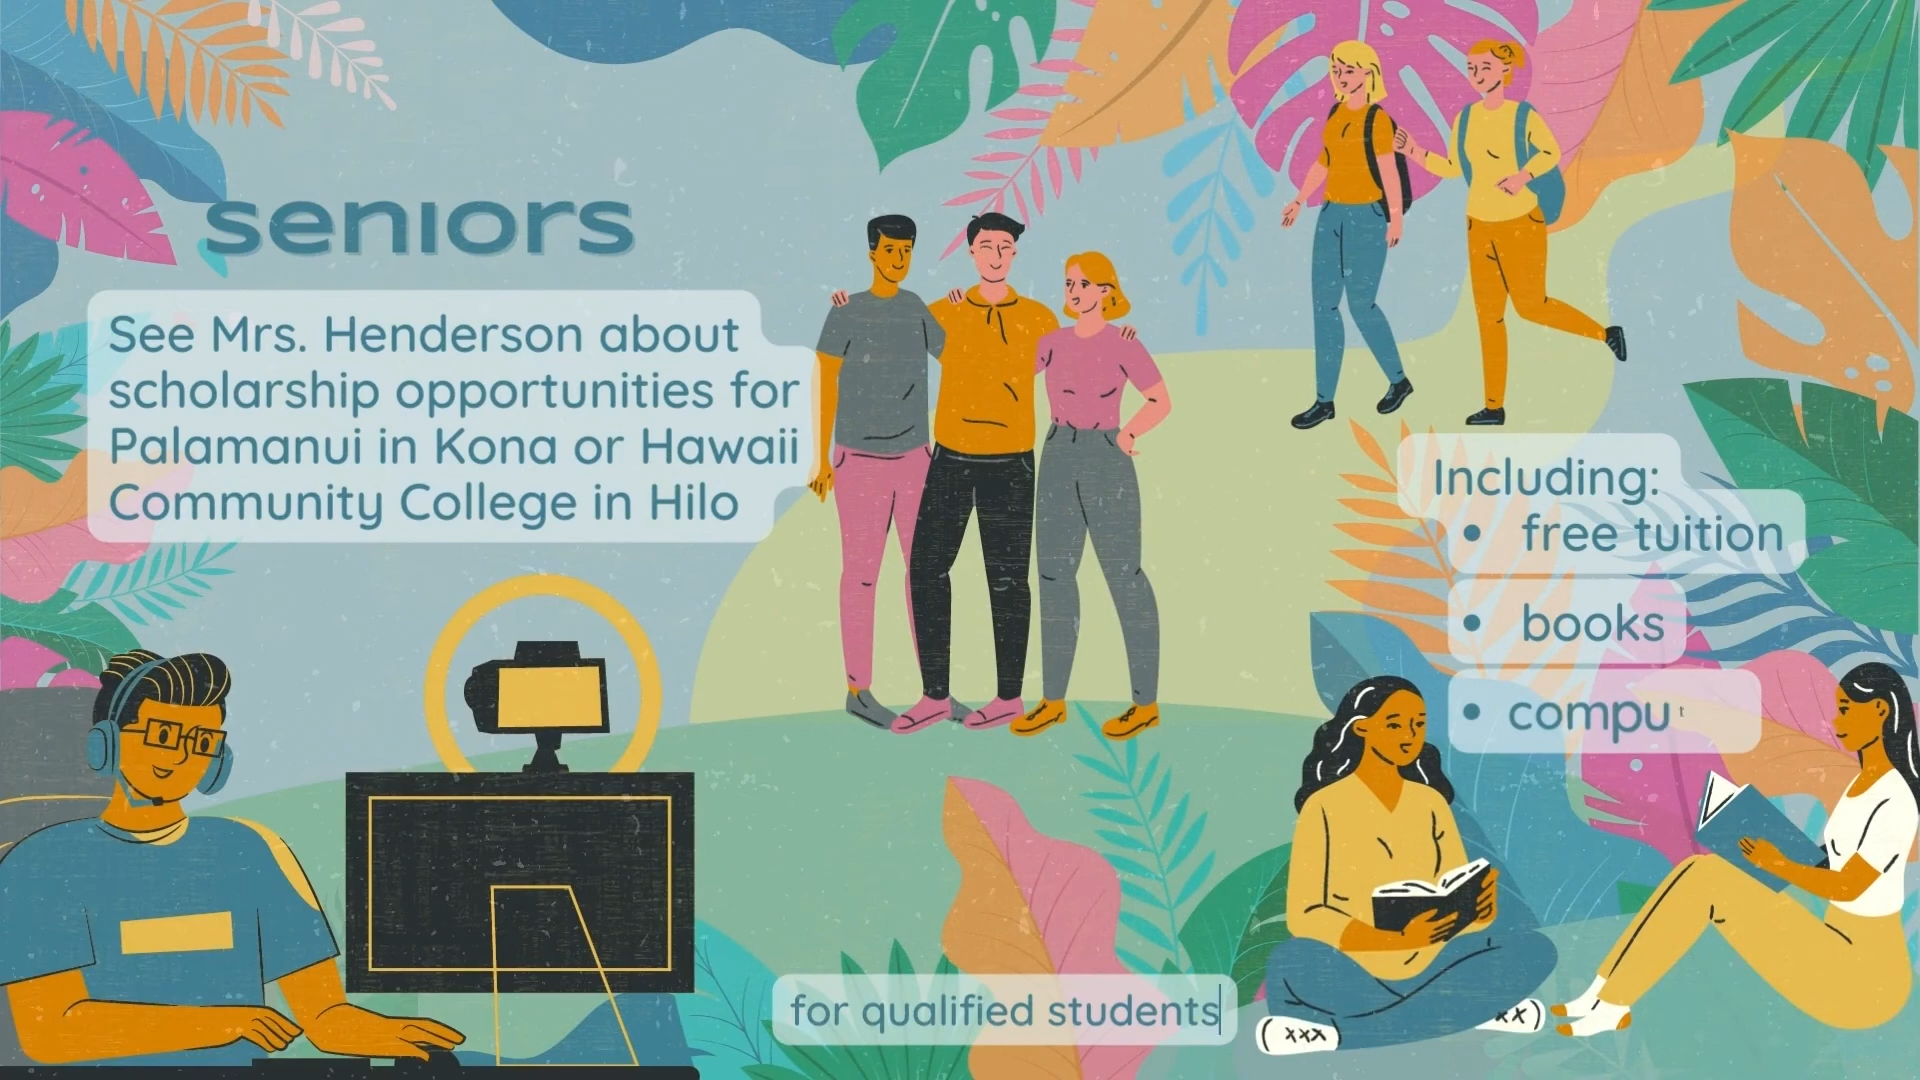 seniors
See Mrs. Henderson about
scholarship opportunities for
Palamanui in Kona or Hawaii
Community College in Hilo
Including:
• free tuition
• books
• comput
for qualified students